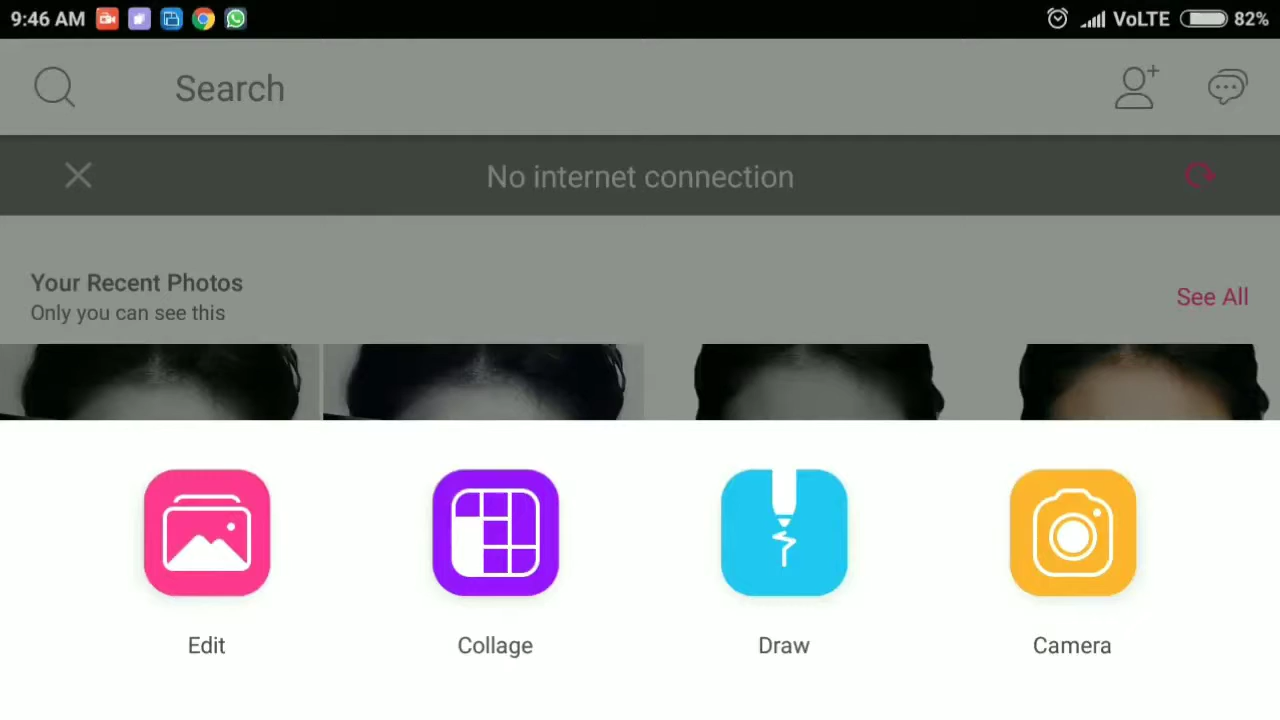 9:46 AM VoLTE 82%
Search
No internet connection
Your Recent Photos
Only you can see this
See All
Edit Collage Draw Camera